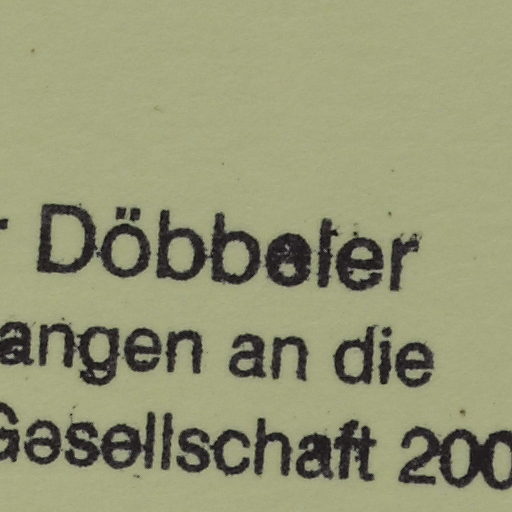 r Döbbeler
angen an die
Gesellschaft 200